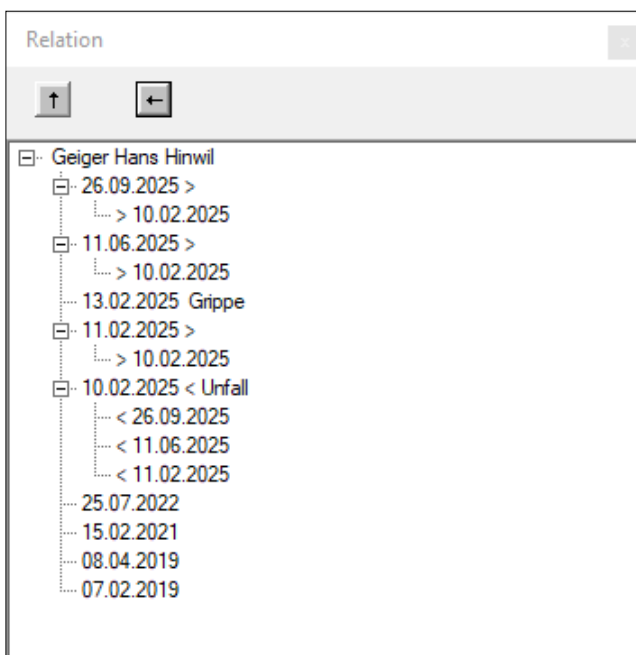 Relation
x
↑ ←
Geiger Hans Hinwil
26.09.2025 >
> 10.02.2025
11.06.2025 >
> 10.02.2025
13.02.2025 Grippe
11.02.2025 >
> 10.02.2025
10.02.2025 < Unfall
< 26.09.2025
< 11.06.2025
< 11.02.2025
25.07.2022
15.02.2021
08.04.2019
07.02.2019